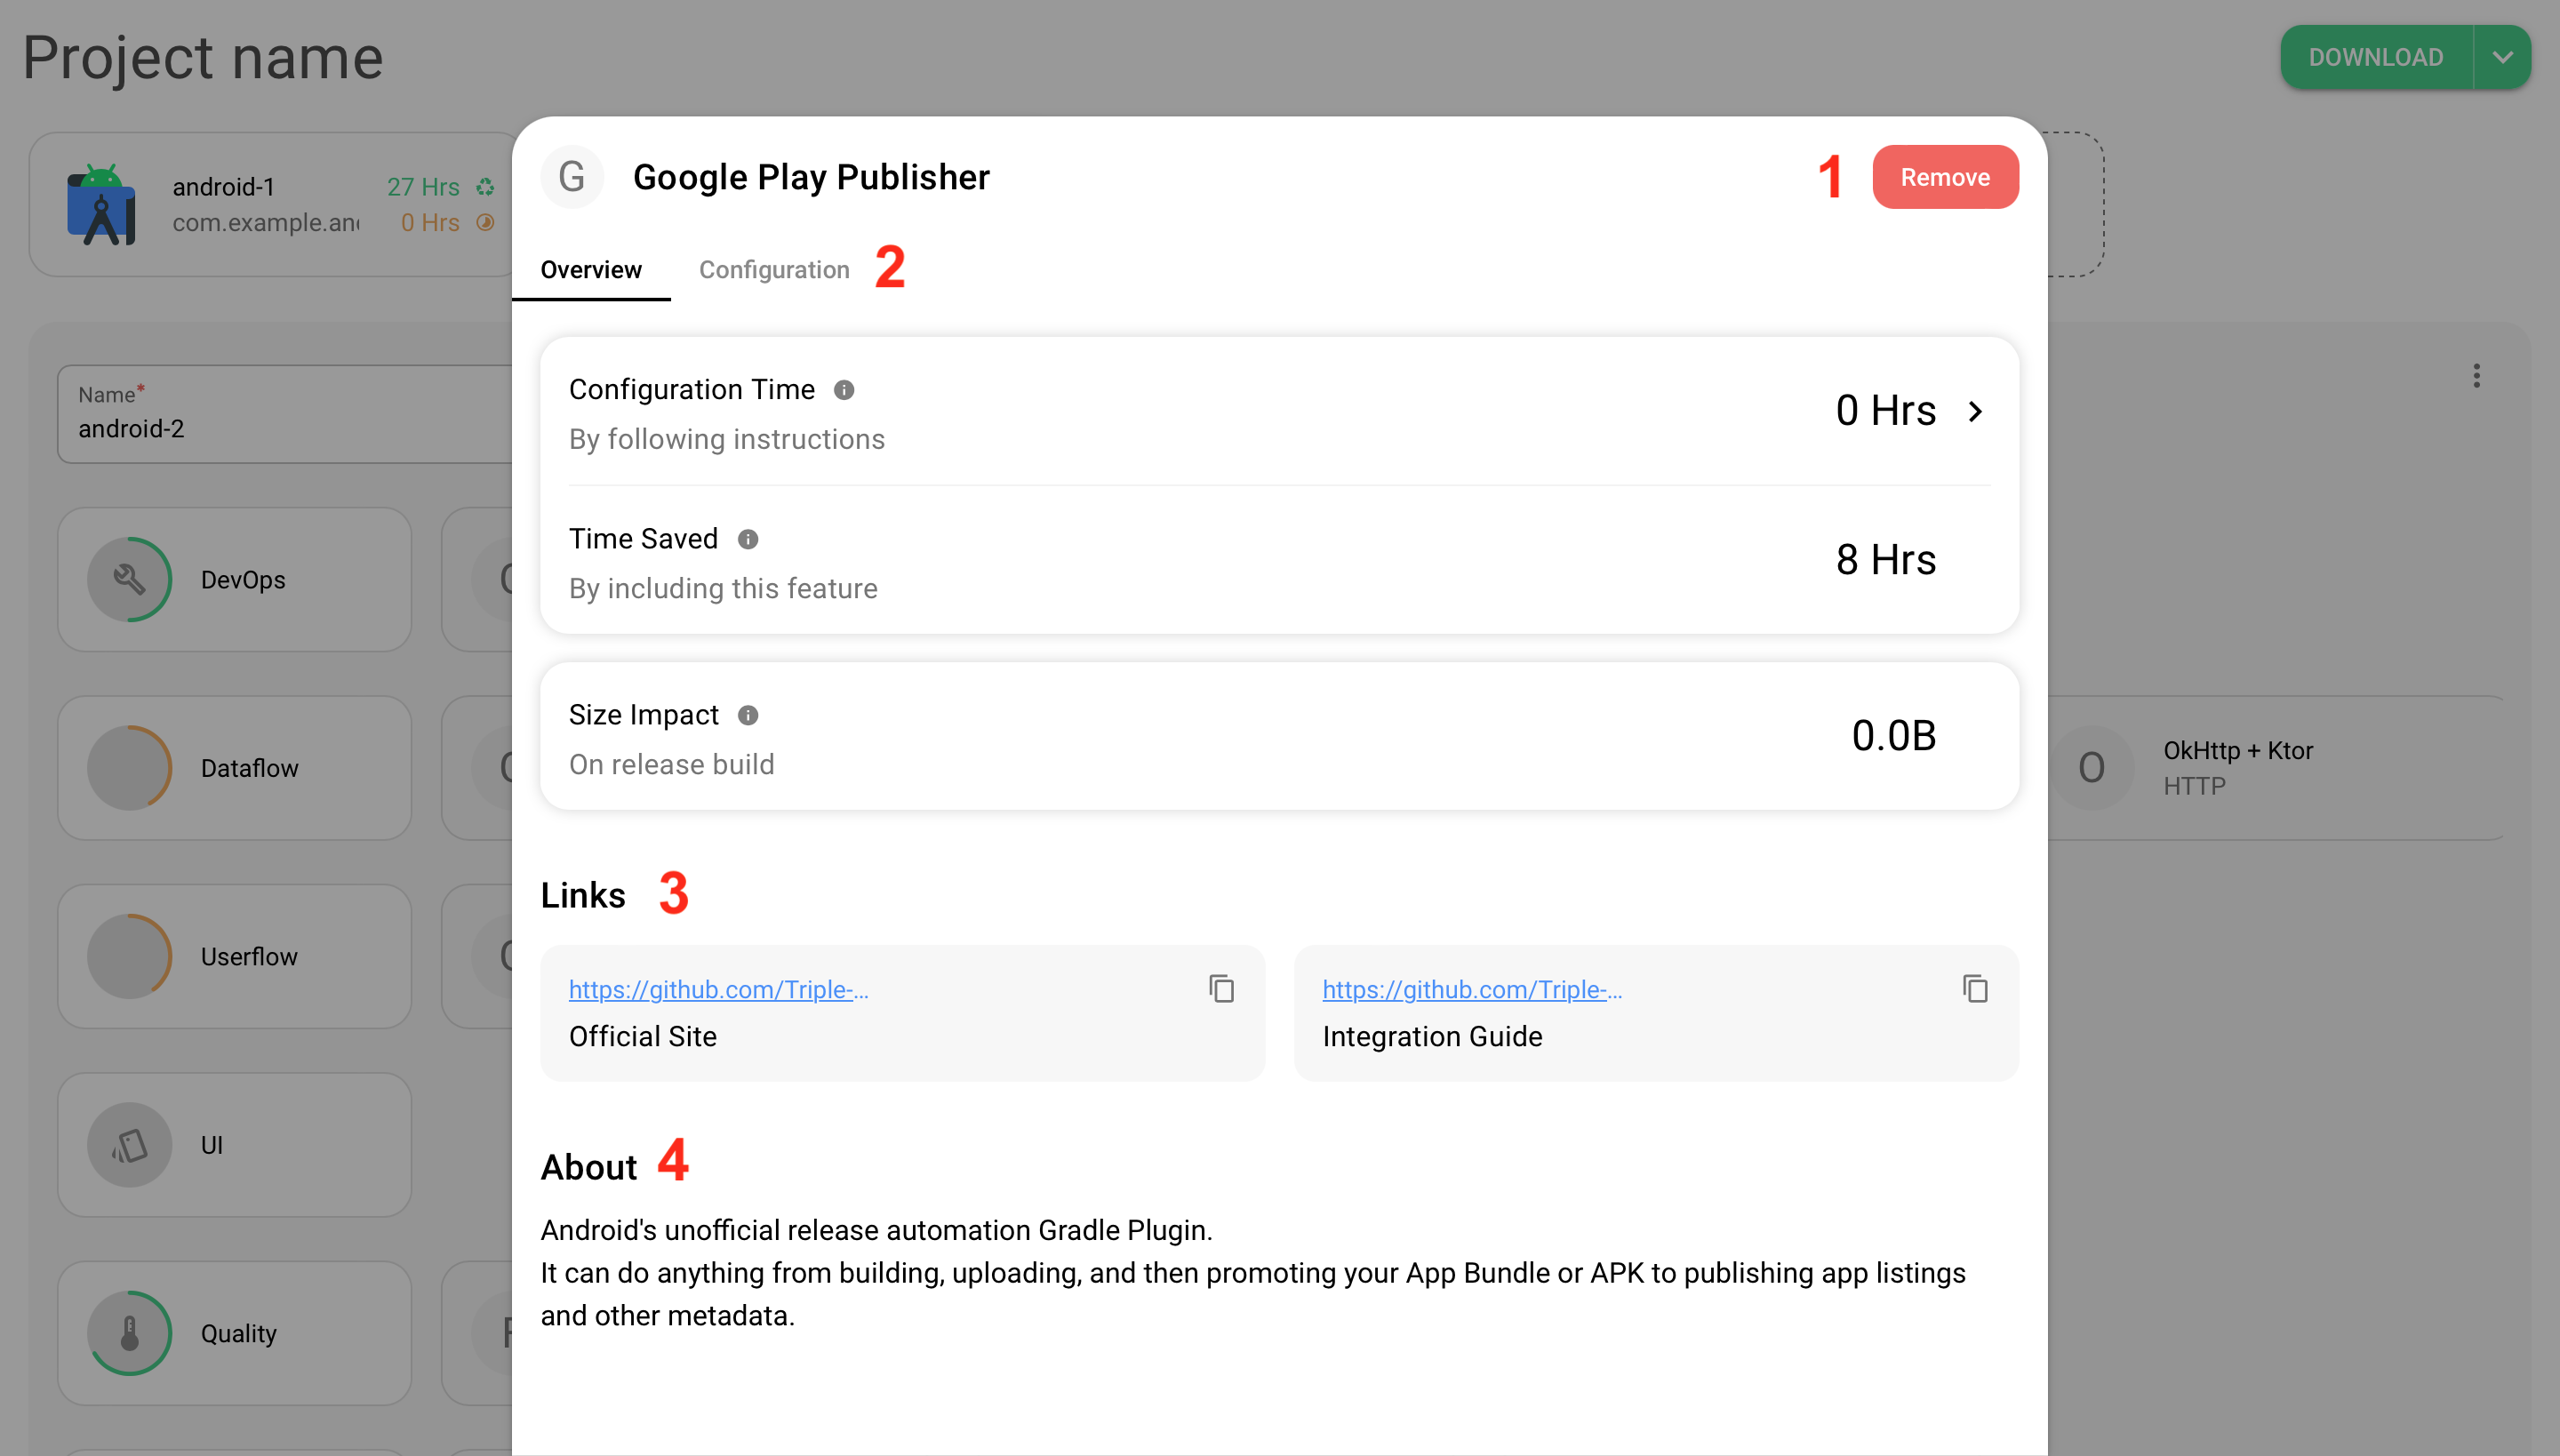 Project name
DOWNLOAD
android-1
27 Hrs
com.example.an
0 Hrs
G
Google Play Publisher
1
Remove
Overview
Configuration
2
Name*
android-2
Configuration Time
By following instructions
0 Hrs
Time Saved
By including this feature
8 Hrs
DevOps
Size Impact
On release build
0.0B
Dataflow
O
OkHttp + Ktor
HTTP
Links
3
Userflow
https://github.com/Triple-...
Official Site
https://github.com/Triple-...
Integration Guide
UI
About
4
Android's unofficial release automation Gradle Plugin.
It can do anything from building, uploading, and then promoting your App Bundle or APK to publishing app listings
and other metadata.
Quality